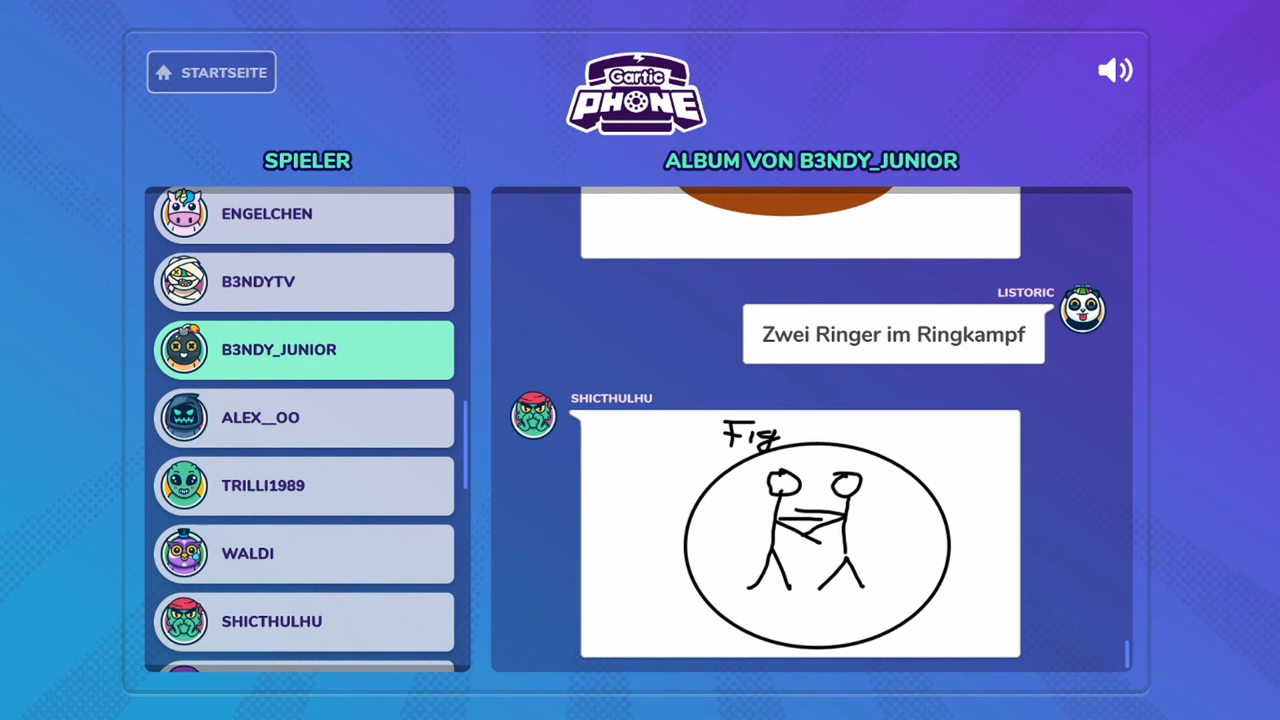 STARTSEITE
Gartic
PHONE
SPIELER
ALBUM VON B3NDY_JUNIOR
ENGELCHEN
B3NDYTV
B3NDY_JUNIOR
ALEX__OO
TRILLI1989
WALDI
SHICTHULHU
LISTORIC
Zwei Ringer im Ringkampf
SHICTHULHU
Fig